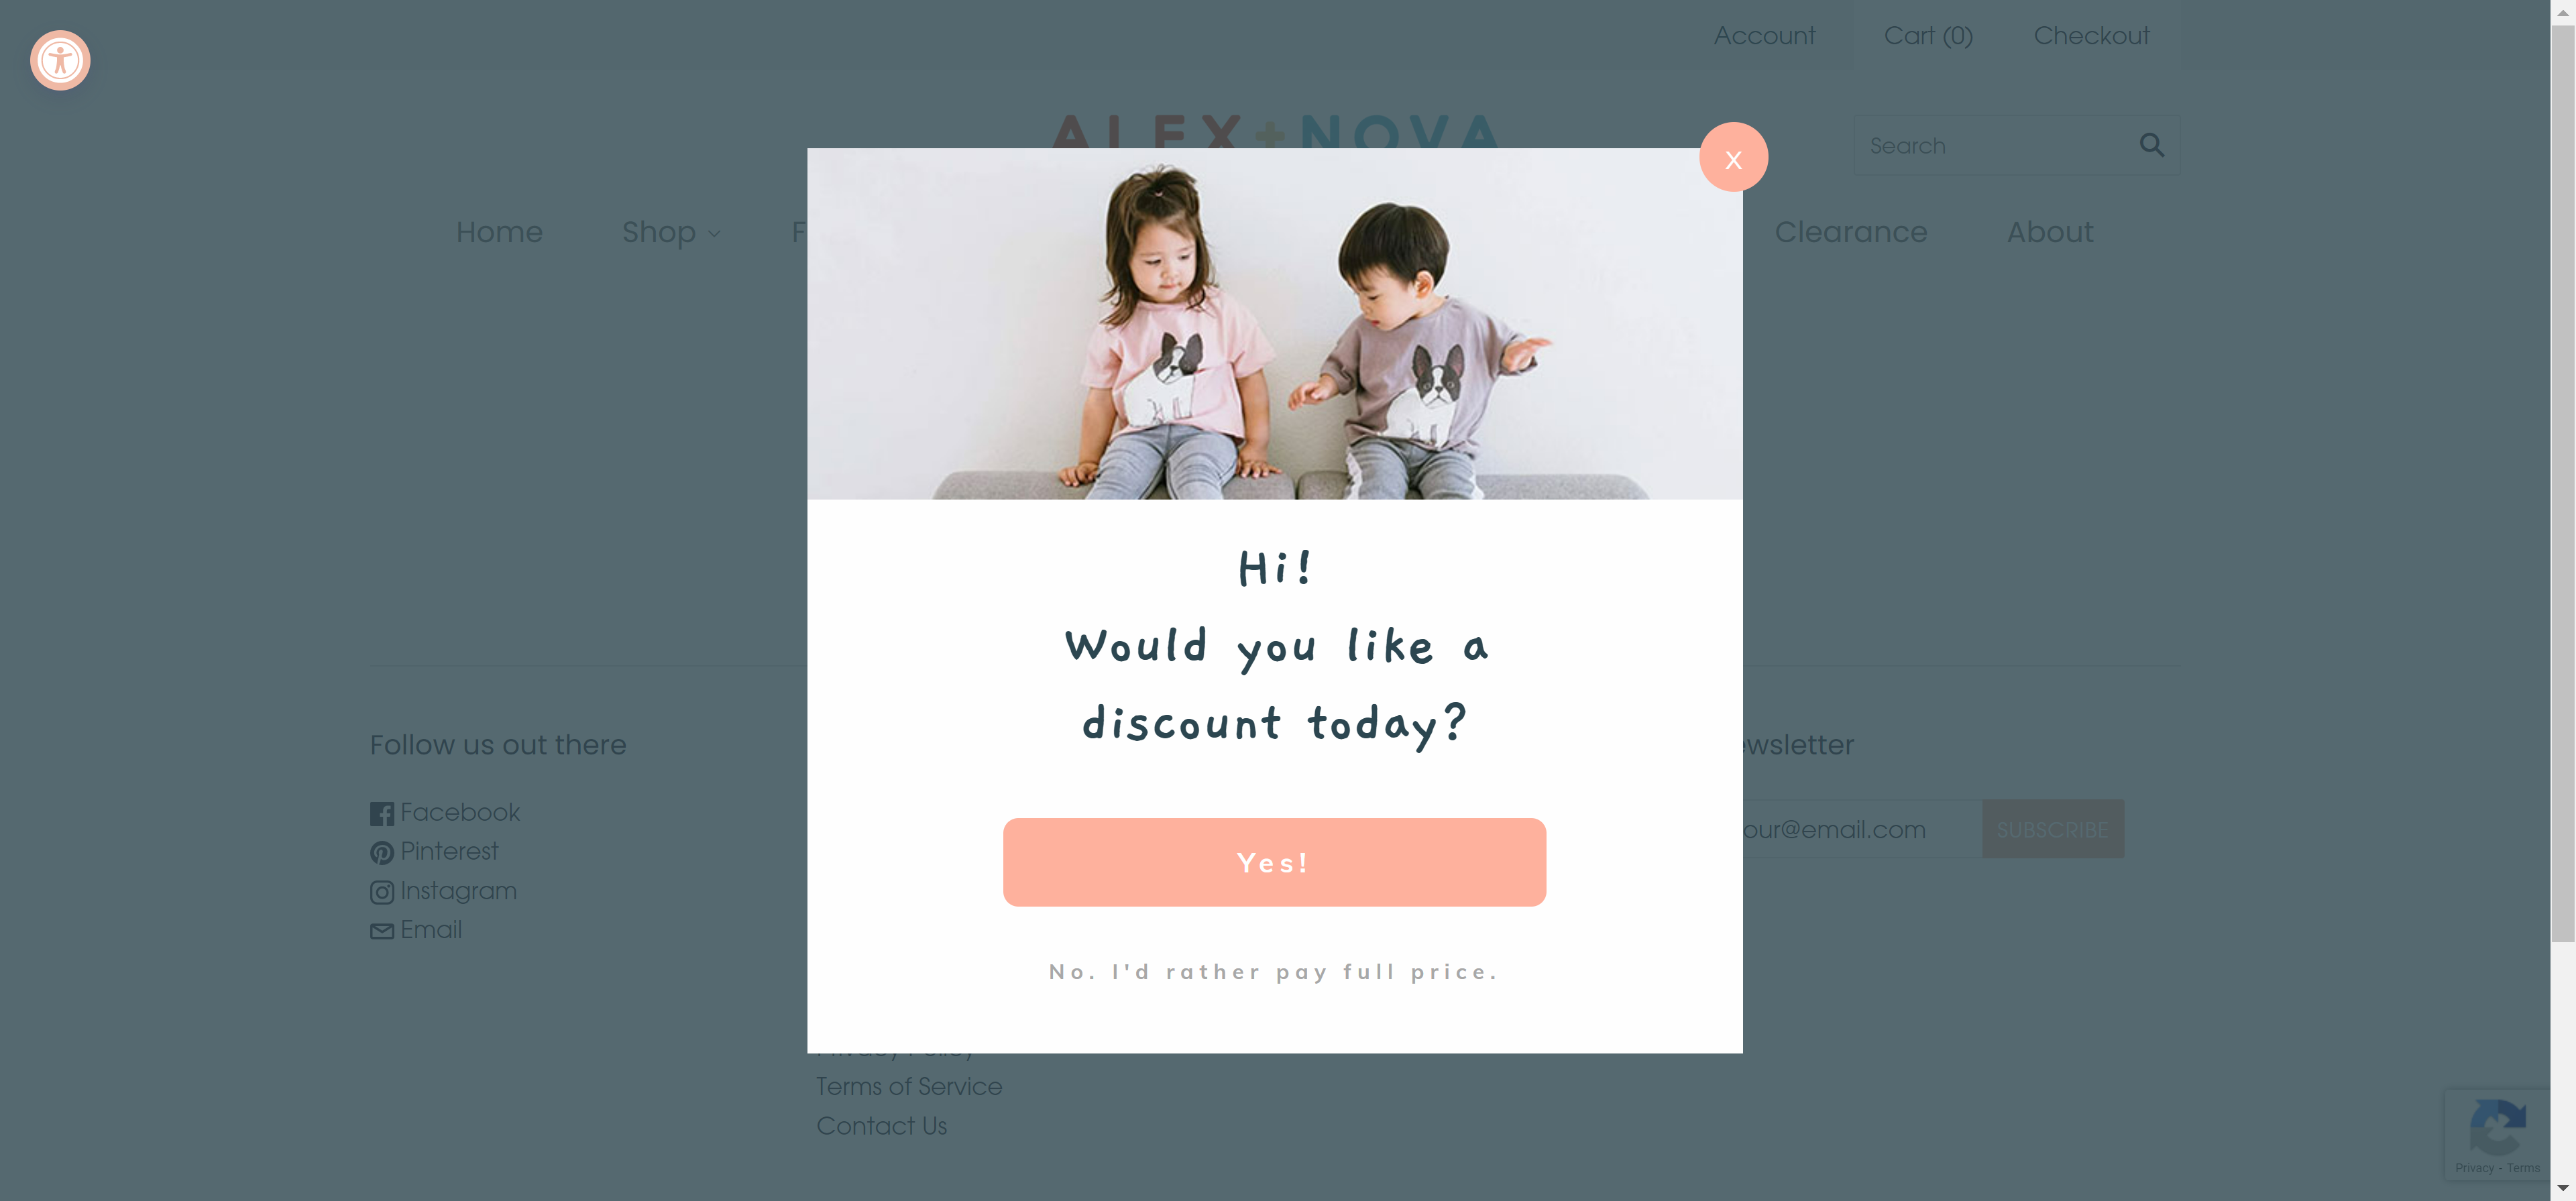 Account
Cart (0)
Checkout
ALEX+NOVA
Search
x
Home
Shop
Clearance
About
Hi!
Would you like a
discount today?
Yes!
No. I'd rather pay full price.
Follow us out there
Facebook
Pinterest
Instagram
Email
Privacy Policy
Terms of Service
Contact Us
ewsletter
our@email.com
SUBSCRIBE
Privacy - Terms